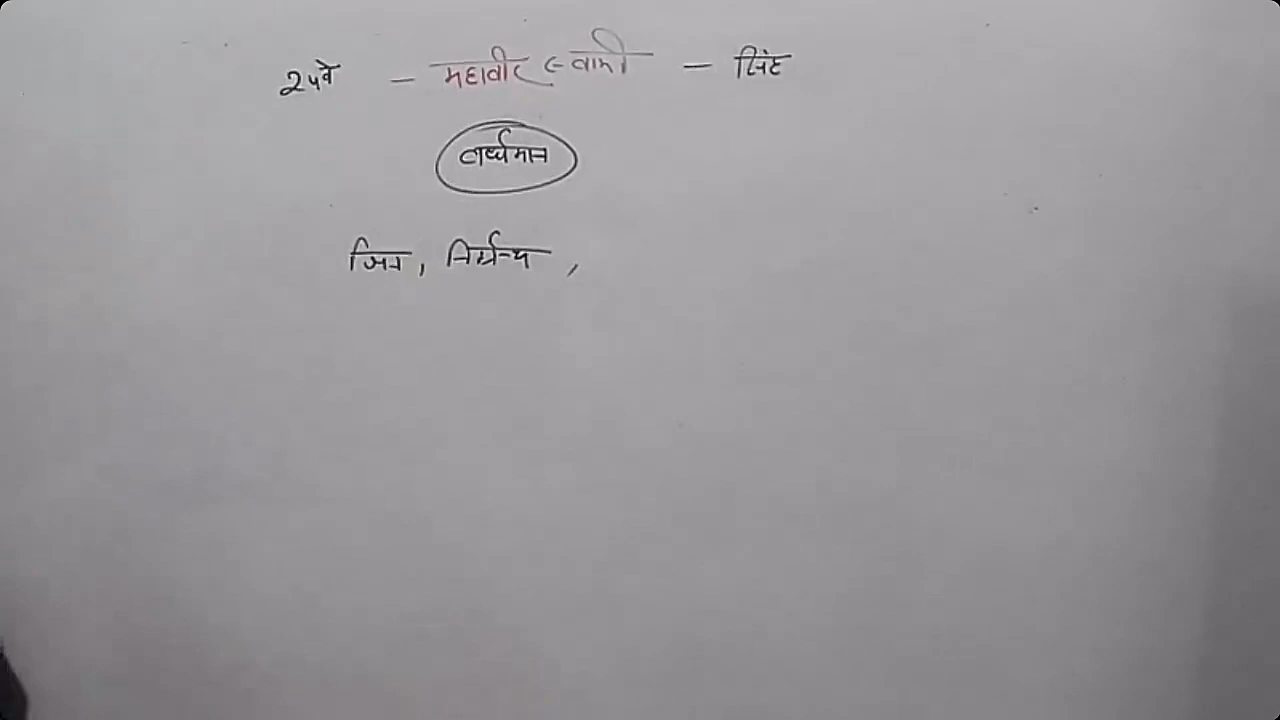 24वें — महावीर स्वामी — सिंह
वर्धमान
जिन, निर्ग्रन्थ,